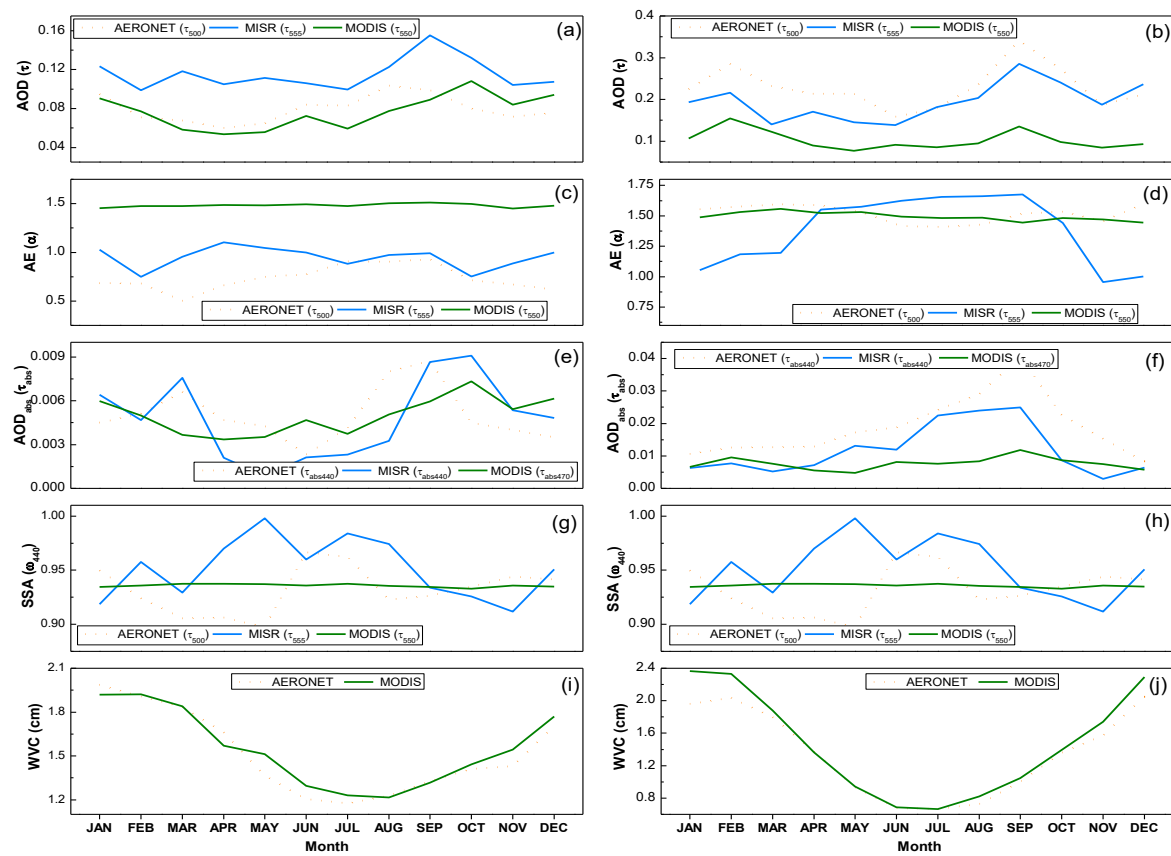 AERONET (τ500) MISR (τ555) MODIS (τ550)
(a)
0.16
0.12
0.08
0.04
AOD (τ)
AERONET (τ500) MISR (τ555) MODIS (τ550)
(b)
0.4
0.3
0.2
0.1
AOD (τ)
(c)
1.5
1.0
0.5
AE (α)
AERONET (τ500) MISR (τ555) MODIS (τ550)
(d)
1.75
1.50
1.25
1.00
0.75
AE (α)
AERONET (τ500) MISR (τ555) MODIS (τ550)
(e)
0.009
0.006
0.003
0.000
AODabs (τabs)
AERONET (τabs440) MISR (τabs440) MODIS (τabs470)
AERONET (τabs440) MISR (τabs440) MODIS (τabs470)
(f)
0.04
0.03
0.02
0.01
0.00
AODabs (τabs)
(g)
1.00
0.95
0.90
SSA (ω440)
AERONET (τ500) MISR (τ555) MODIS (τ550)
(h)
1.00
0.95
0.90
SSA (ω440)
AERONET (τ500) MISR (τ555) MODIS (τ550)
AERONET MODIS
(i)
2.1
1.8
1.5
1.2
WVC (cm)
JAN FEB MAR APR MAY JUN JUL AUG SEP OCT NOV DEC
Month
AERONET MODIS
(j)
2.4
2.0
1.6
1.2
0.8
WVC (cm)
JAN FEB MAR APR MAY JUN JUL AUG SEP OCT NOV DEC
Month